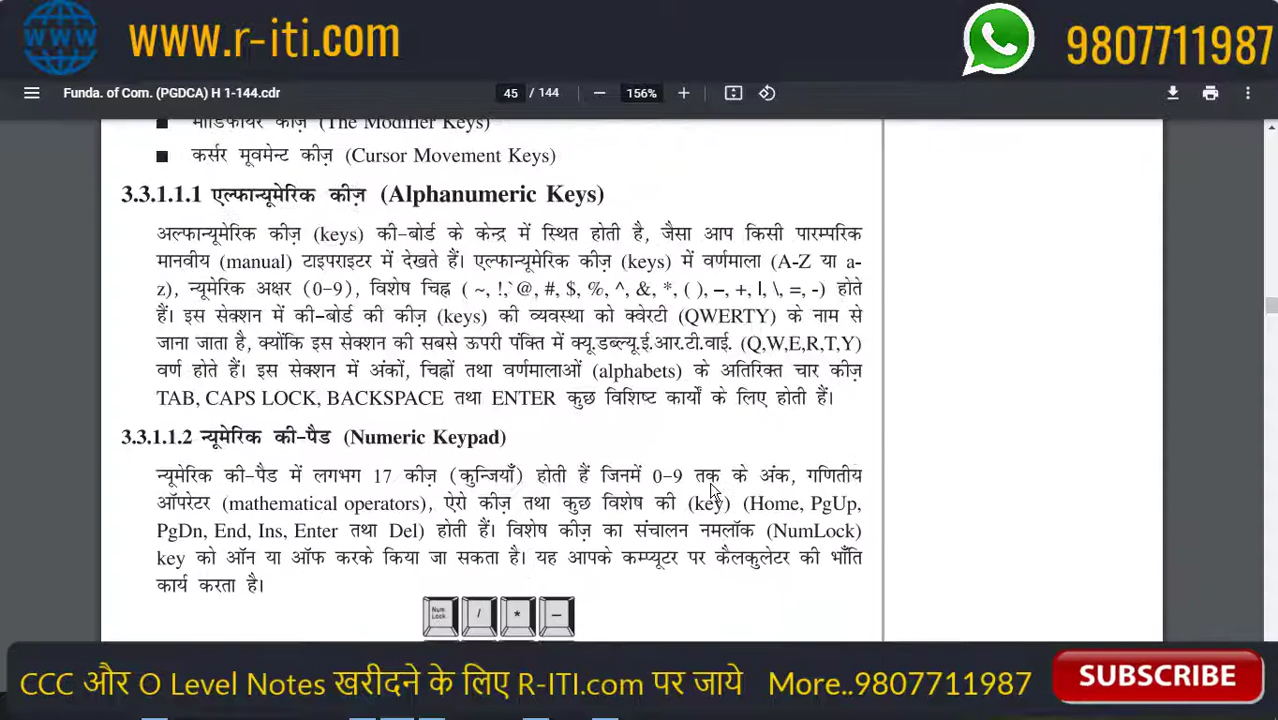 www.r-iti.com
9807711987
WWW
Funda. of Com. (PGDCA) H 1-144.cdr
45 / 144
156%
■ मोडिफायर कीज़ (The Modifier Keys)
■ कर्सर मूवमेन्ट कीज़ (Cursor Movement Keys)
3.3.1.1.1 एल्फान्यूमेरिक कीज़ (Alphanumeric Keys)
अल्फान्यूमेरिक कीज़ (keys) की-बोर्ड के केन्द्र में स्थित होती है, जैसा आप किसी पारम्परिक
मानवीय (manual) टाइपराइटर में देखते हैं। एल्फान्यूमेरिक कीज़ (keys) में वर्णमाला (A-Z या a-
z), न्यूमेरिक अक्षर (0-9), विशेष चिह्न ( ~, !,`@, #, $, %, ^, &, *, ( ), –, +, |, \, =, -) होते
हैं। इस सेक्शन में की-बोर्ड की कीज़ (keys) की व्यवस्था को क्वेरटी (QWERTY) के नाम से
जाना जाता है, क्योंकि इस सेक्शन की सबसे ऊपरी पंक्ति में क्यू.डब्ल्यू.ई.आर.टी.वाई. (Q,W,E,R,T,Y)
वर्ण होते हैं। इस सेक्शन में अंकों, चिह्नों तथा वर्णमालाओं (alphabets) के अतिरिक्त चार कीज़
TAB, CAPS LOCK, BACKSPACE तथा ENTER कुछ विशिष्ट कार्यों के लिए होती हैं।
3.3.1.1.2 न्यूमेरिक की-पैड (Numeric Keypad)
न्यूमेरिक की-पैड में लगभग 17 कीज़ (कुन्जियाँ) होती हैं जिनमें 0-9 तक के अंक, गणितीय
ऑपरेटर (mathematical operators), ऐरो कीज़ तथा कुछ विशेष की (key) (Home, PgUp,
PgDn, End, Ins, Enter तथा Del) होती हैं। विशेष कीज़ का संचालन नमलॉक (NumLock)
key को ऑन या ऑफ करके किया जा सकता है। यह आपके कम्प्यूटर पर कैलकुलेटर की भाँति
कार्य करता है।
Num Lock / * –
CCC और O Level Notes खरीदने के लिए R-ITI.com पर जाये More..9807711987
SUBSCRIBE